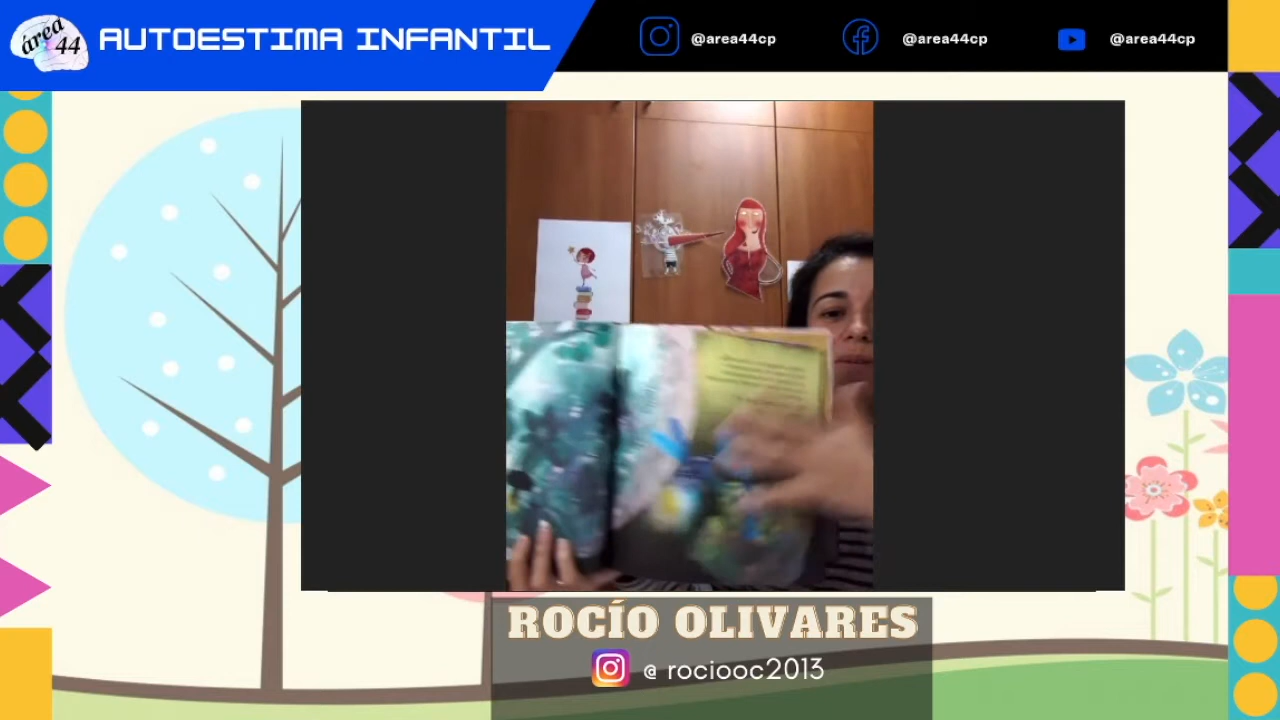 área 44
AUTOESTIMA INFANTIL
@area44cp
@area44cp
@area44cp
ROCÍO OLIVARES
@ rociooc2013